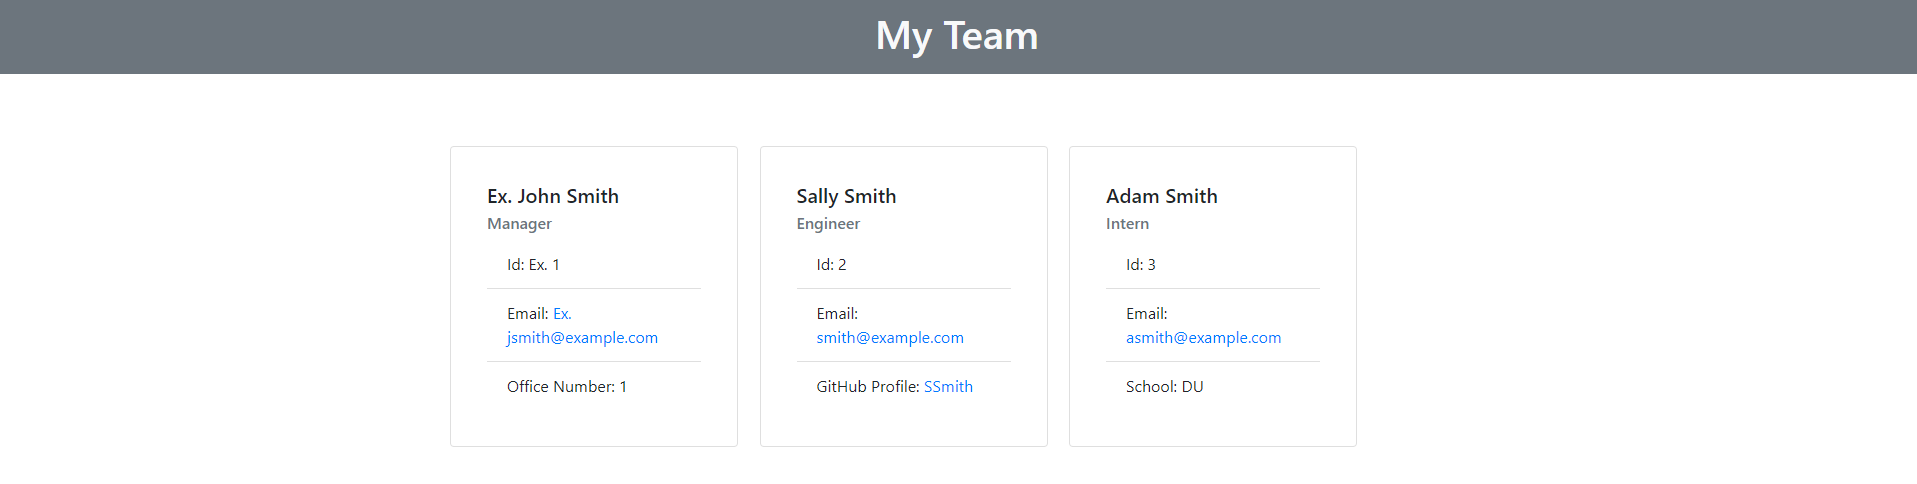 My Team
Ex. John Smith
Manager
Id: Ex. 1
Email: Ex.
jsmith@example.com
Office Number: 1
Sally Smith
Engineer
Id: 2
Email:
smith@example.com
GitHub Profile: SSmith
Adam Smith
Intern
Id: 3
Email:
asmith@example.com
School: DU